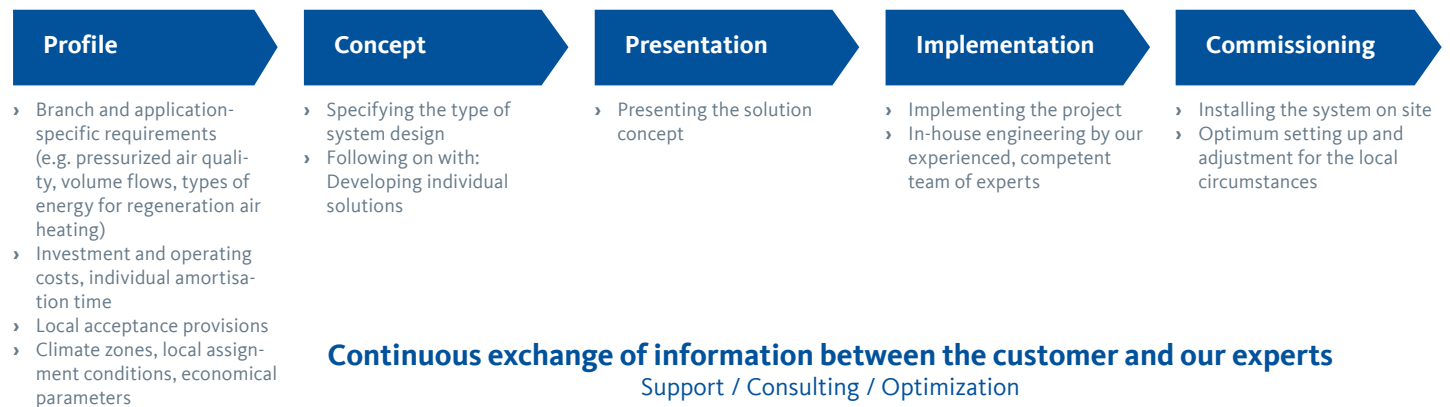 Profile
› Branch and application-
specific requirements
(e.g. pressurized air quali-
ty, volume flows, types of
energy for regeneration air
heating)
› Investment and operating
costs, individual amortisa-
tion time
› Local acceptance provisions
› Climate zones, local assign-
ment conditions, economical
parameters
Concept
› Specifying the type of
system design
› Following on with:
Developing individual
solutions
Presentation
› Presenting the solution
concept
Implementation
› Implementing the project
› In-house engineering by our
experienced, competent
team of experts
Commissioning
› Installing the system on site
› Optimum setting up and
adjustment for the local
circumstances
Continuous exchange of information between the customer and our experts
Support / Consulting / Optimization